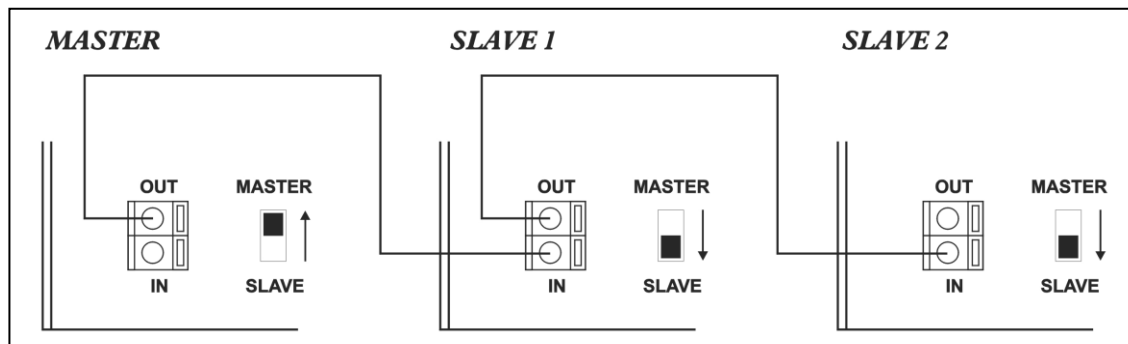 MASTER SLAVE 1 SLAVE 2
OUT MASTER OUT MASTER OUT MASTER
IN SLAVE IN SLAVE IN SLAVE